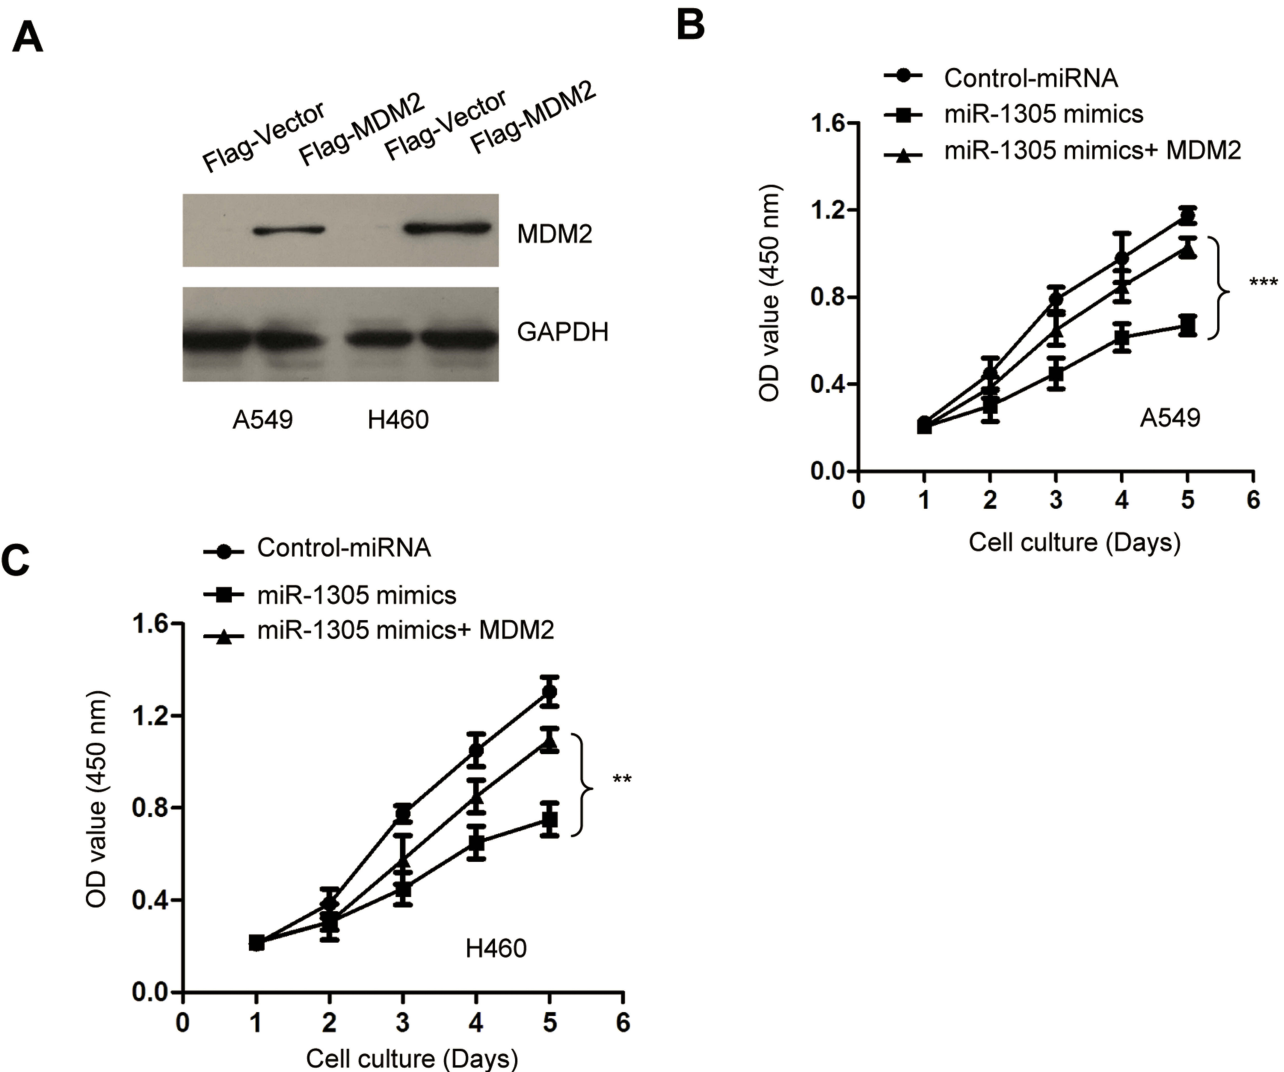 A
Flag-Vector
Flag-MDM2
Flag-Vector
Flag-MDM2
MDM2
GAPDH
A549
H460
B
Control-miRNA
miR-1305 mimics
miR-1305 mimics+ MDM2
1.6
1.2
0.8
0.4
0.0
OD value (450 nm)
***
A549
0 1 2 3 4 5 6
Cell culture (Days)
C
Control-miRNA
miR-1305 mimics
miR-1305 mimics+ MDM2
1.6
1.2
0.8
0.4
0.0
OD value (450 nm)
**
H460
0 1 2 3 4 5 6
Cell culture (Days)